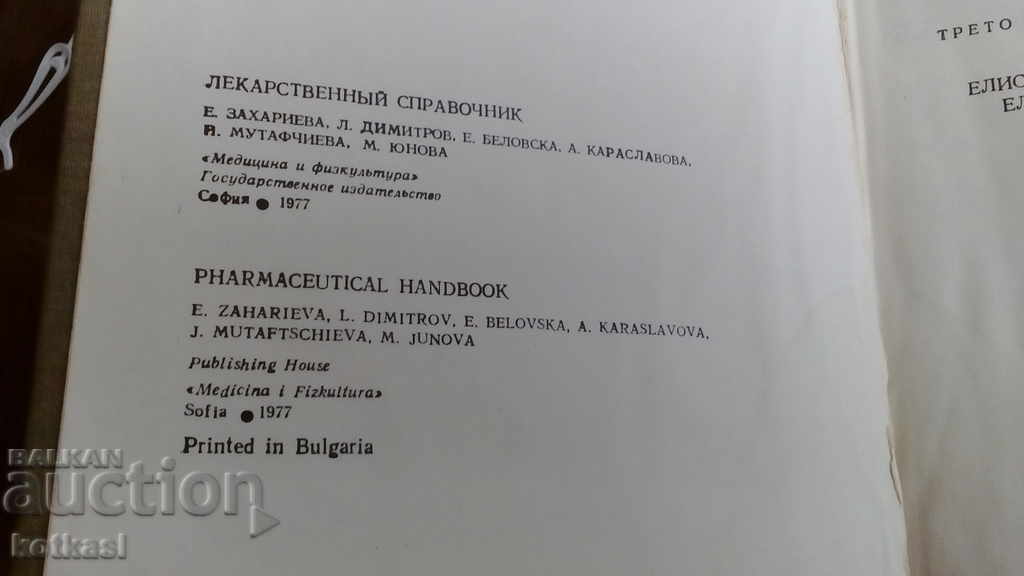 ЛЕКАРСТВЕННЫЙ СПРАВОЧНИК
Е. ЗАХАРИЕВА, Л. ДИМИТРОВ, Е. БЕЛОВСКА, А. КАРАСЛАВОВА,
Й. МУТАФЧИЕВА, М. ЮНОВА
«Медицина и физкультура»
Государственное издательство
София ● 1977
PHARMACEUTICAL HANDBOOK
E. ZAHARIEVA, L. DIMITROV, E. BELOVSKA, A. KARASLAVOVA,
J. MUTAFTSCHIEVA, M. JUNOVA
Publishing House
«Medicina i Fizkultura»
Sofia ● 1977
Printed in Bulgaria
ТРЕТО
ЕЛИС
ЕЛ
BALKAN
auction
kotkasl